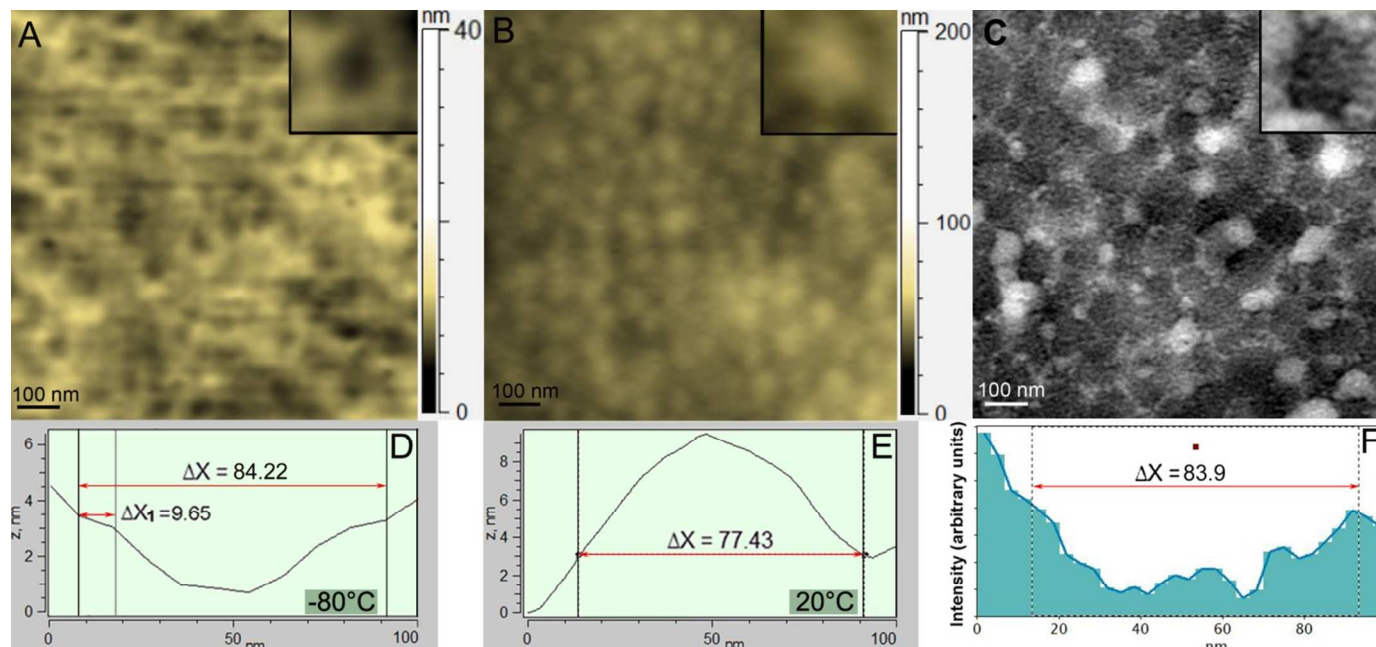 A
nm
40
0
100 nm
B
nm
200
100
0
100 nm
C
100 nm
D
z, nm
6
4
2
0
ΔX = 84.22
ΔX₁ =9.65
-80°C
0
50
nm
100
E
z, nm
8
6
4
2
0
ΔX = 77.43
20°C
0
50
nm
100
F
Intensity (arbitrary units)
ΔX = 83.9
0
20
40
60
80
nm